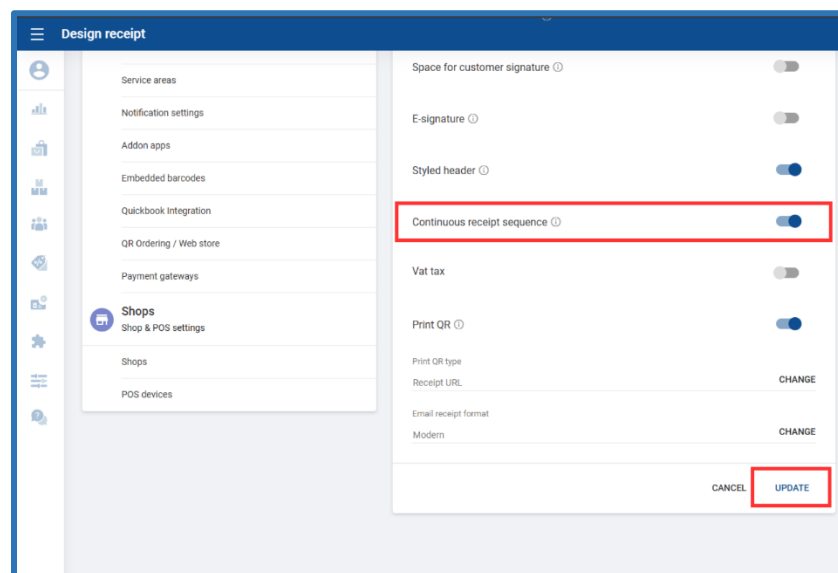 Design receipt
Service areas
Notification settings
Addon apps
Embedded barcodes
Quickbook Integration
QR Ordering / Web store
Payment gateways
Shops
Shop & POS settings
Shops
POS devices
Space for customer signature
E-signature
Styled header
Continuous receipt sequence
Vat tax
Print QR
Print QR type
Receipt URL CHANGE
Email receipt format
Modern CHANGE
CANCEL UPDATE